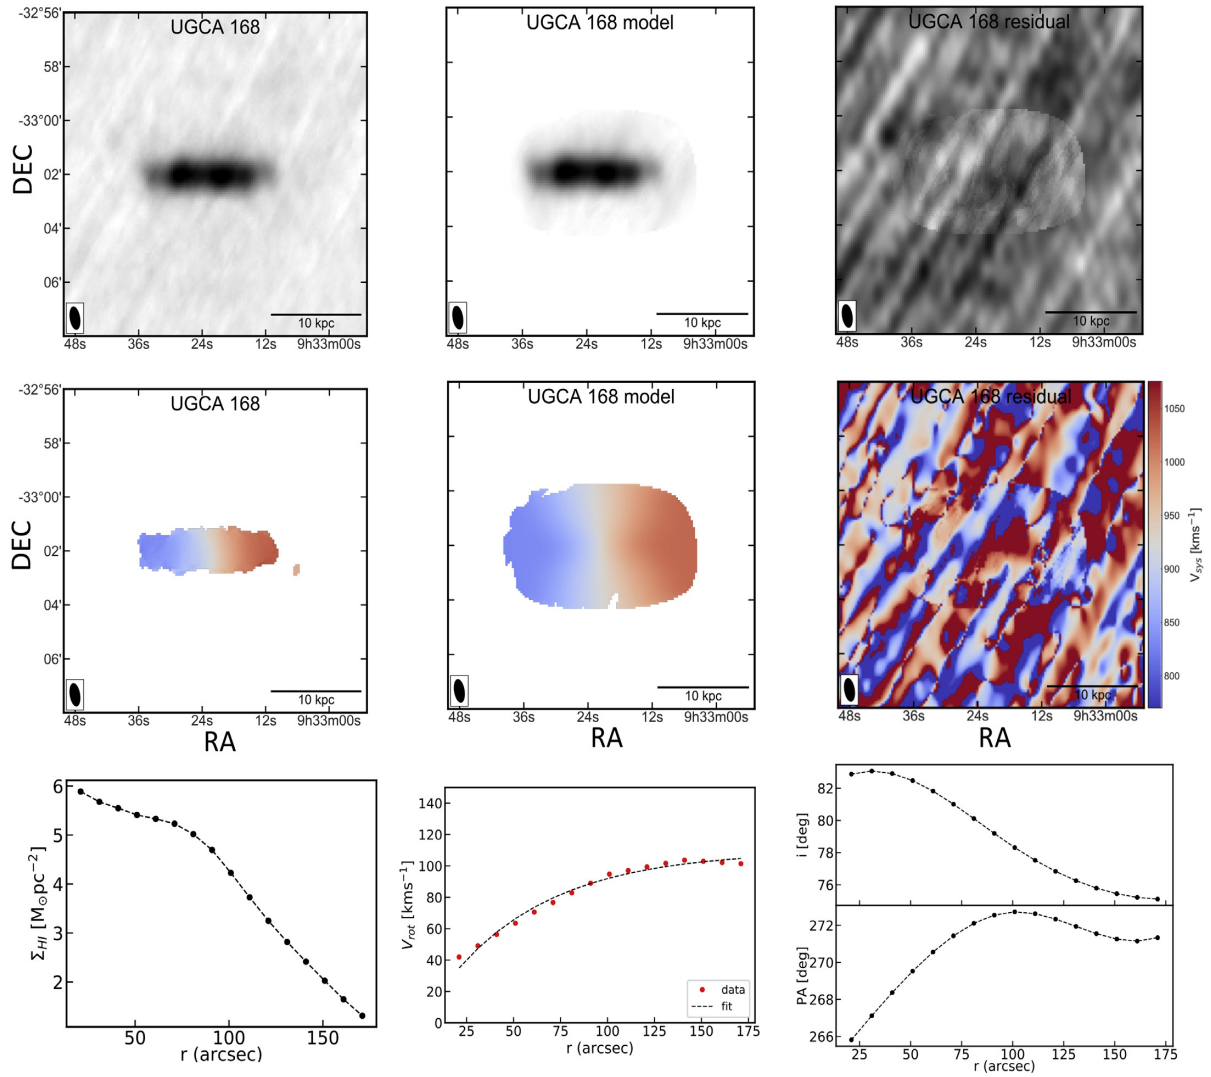 UGCA 168
UGCA 168 model
UGCA 168 residual
-32°56'
58'
-33°00'
02'
04'
06'
DEC
10 kpc
10 kpc
10 kpc
48s 36s 24s 12s 9h33m00s
48s 36s 24s 12s 9h33m00s
48s 36s 24s 12s 9h33m00s
UGCA 168
UGCA 168 model
UGCA 168 residual
-32°56'
58'
-33°00'
02'
04'
06'
DEC
10 kpc
10 kpc
10 kpc
48s 36s 24s 12s 9h33m00s
48s 36s 24s 12s 9h33m00s
48s 36s 24s 12s 9h33m00s
RA
RA
RA
1050
1000
950
900
850
800
V_sys [kms⁻¹]
6
5
4
3
2
Σ_HI [M⊙pc⁻²]
50 100 150
r (arcsec)
140
120
100
80
60
40
20
0
V_rot [kms⁻¹]
data
fit
25 50 75 100 125 150 175
r (arcsec)
82
80
78
76
i [deg]
272
270
268
266
PA [deg]
25 50 75 100 125 150 175
r (arcsec)